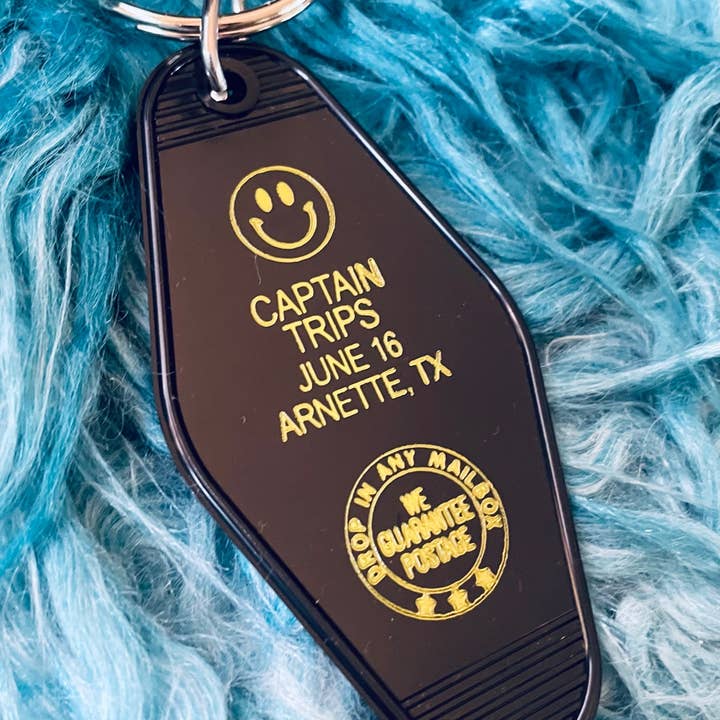 CAPTAIN
TRIPS
JUNE 16
ARNETTE, TX
DROP IN ANY MAILBOX
WE
GUARANTEE
POSTAGE